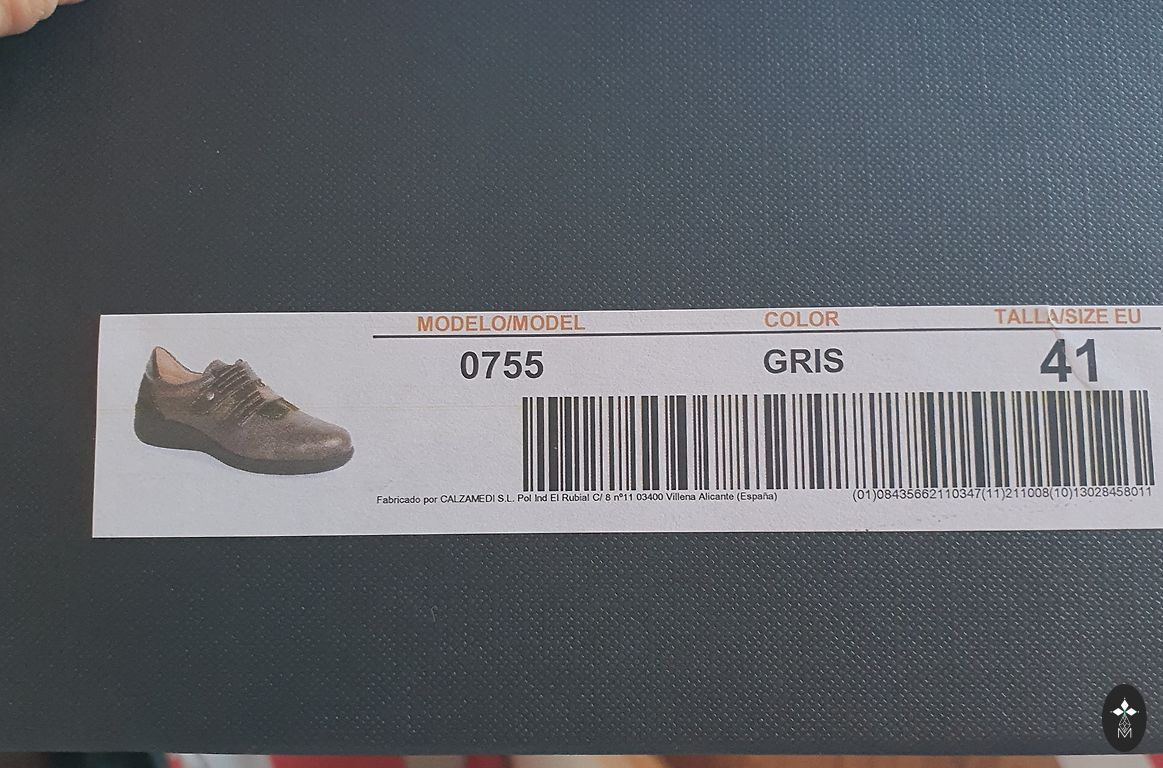 MODELO/MODEL COLOR TALLA/SIZE EU
0755 GRIS 41
Fabricado por CALZAMEDI S.L. Pol Ind El Rubial C/ 8 nº11 03400 Villena Alicante (España)
(01)08435662110347(11)211008(10)13028458011
M